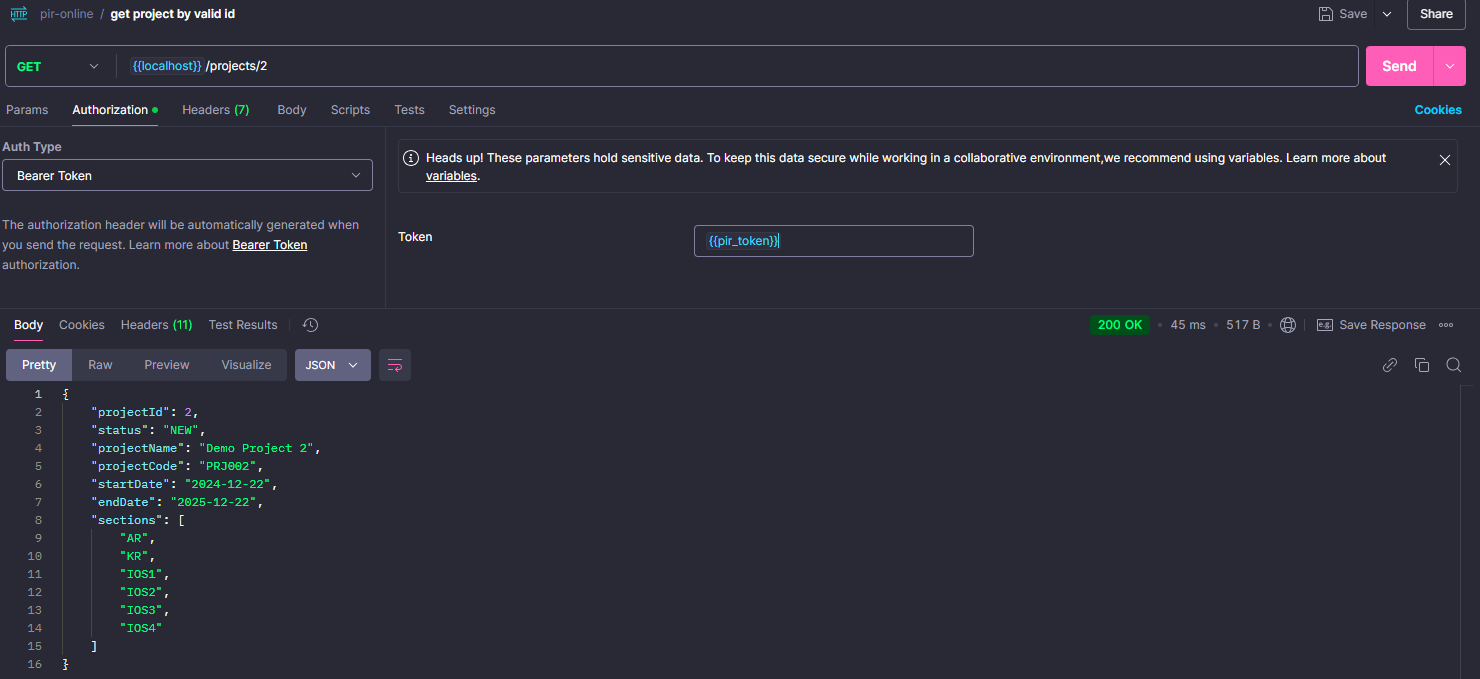 HTTP pir-online / get project by valid id Save Share
GET {{localhost}} /projects/2 Send
Params Authorization Headers (7) Body Scripts Tests Settings Cookies
Auth Type
Bearer Token
The authorization header will be automatically generated when
you send the request. Learn more about Bearer Token
authorization.
Heads up! These parameters hold sensitive data. To keep this data secure while working in a collaborative environment,we recommend using variables. Learn more about
variables.
Token {{pir_token}}
Body Cookies Headers (11) Test Results 200 OK • 45 ms • 517 B • e.g. Save Response
Pretty Raw Preview Visualize JSON
1 {
2 "projectId": 2,
3 "status": "NEW",
4 "projectName": "Demo Project 2",
5 "projectCode": "PRJ002",
6 "startDate": "2024-12-22",
7 "endDate": "2025-12-22",
8 "sections": [
9 "AR",
10 "KR",
11 "IOS1",
12 "IOS2",
13 "IOS3",
14 "IOS4"
15 ]
16 }